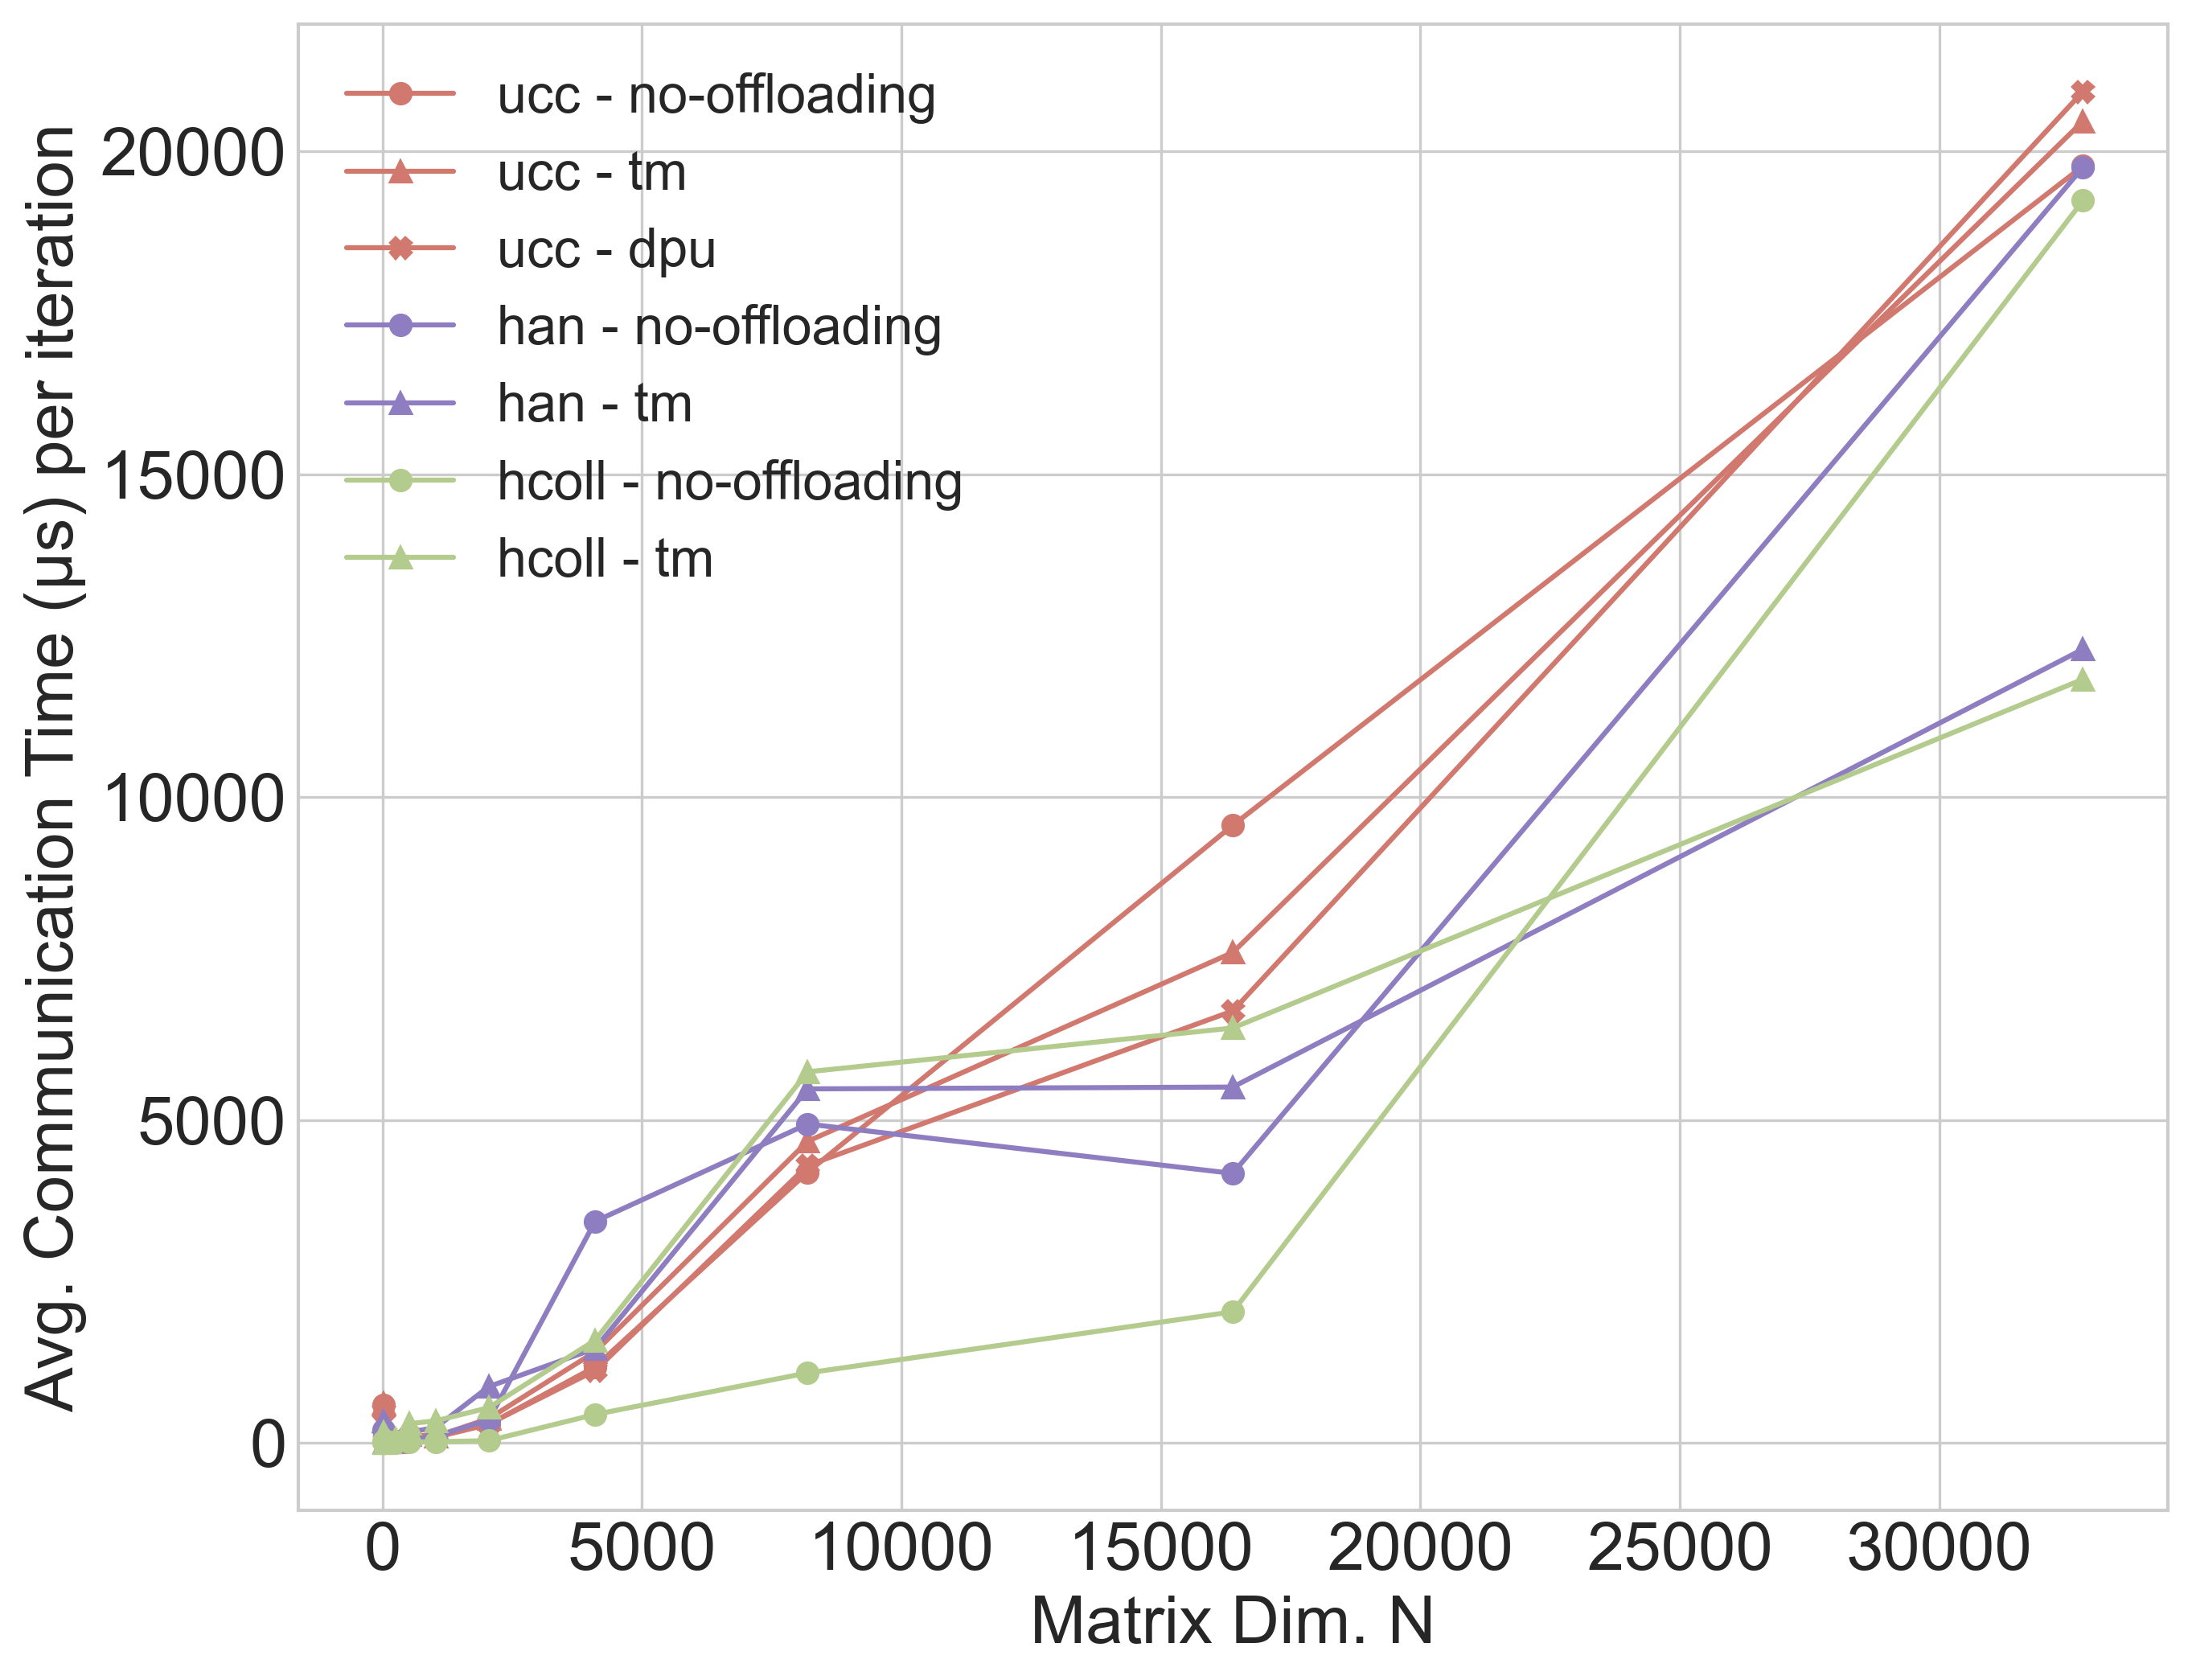 Avg. Communication Time (µs) per iteration
20000
15000
10000
5000
0
ucc - no-offloading
ucc - tm
ucc - dpu
han - no-offloading
han - tm
hcoll - no-offloading
hcoll - tm
0 5000 10000 15000 20000 25000 30000
Matrix Dim. N